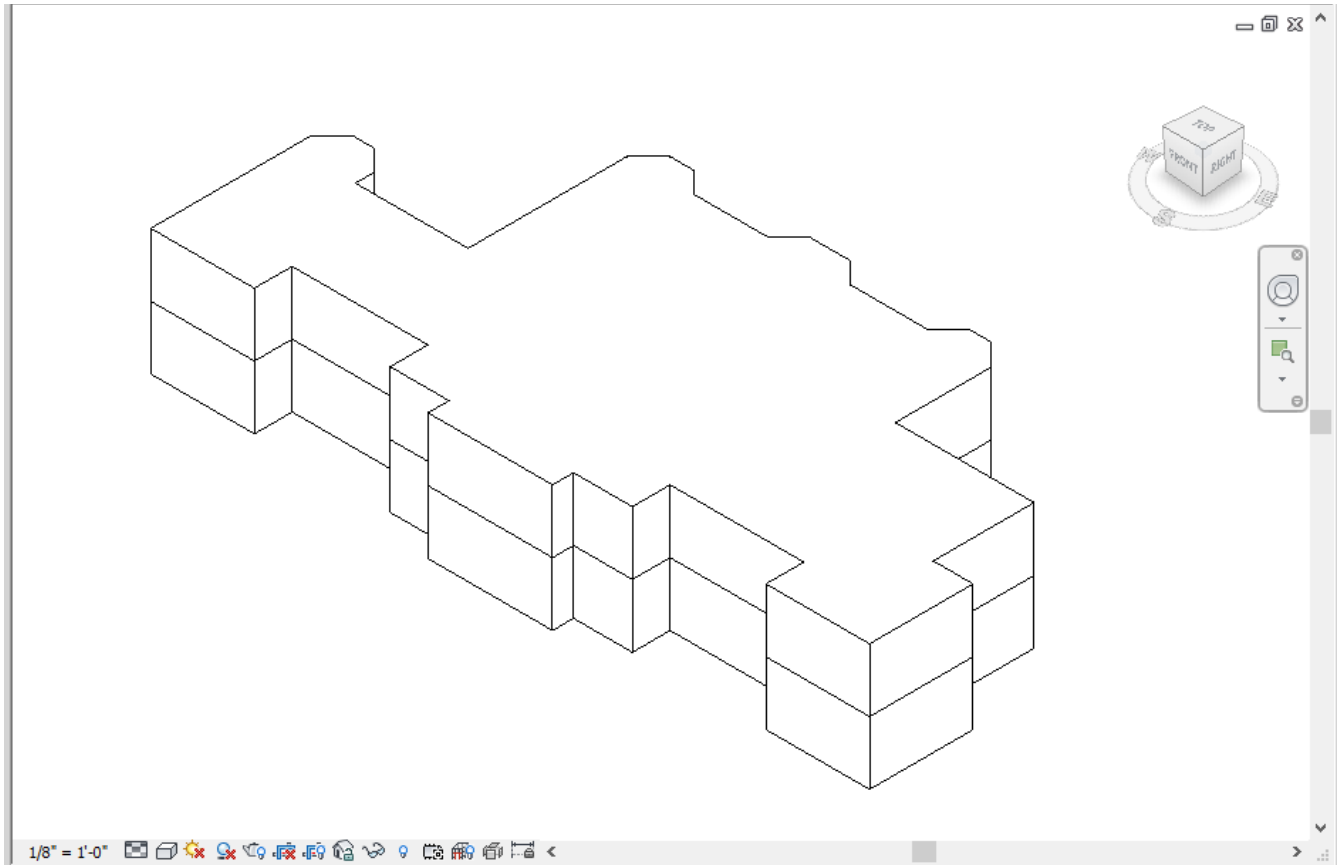 TOP
FRONT
RIGHT
S
E
1/8" = 1'-0"